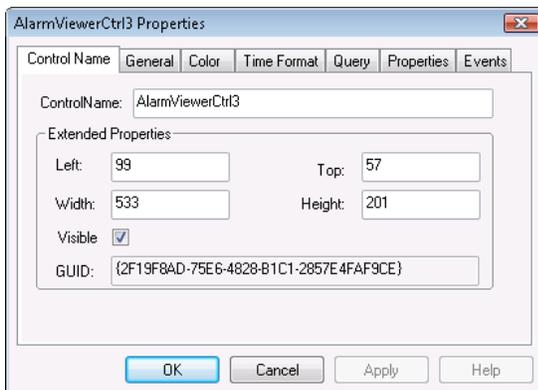 AlarmViewerCtrl3 Properties
Control Name General Color Time Format Query Properties Events
ControlName: AlarmViewerCtrl3
Extended Properties
Left: 99 Top: 57
Width: 533 Height: 201
Visible
GUID: {2F19F8AD-75E6-4828-B1C1-2857E4FAF9CE}
OK Cancel Apply Help